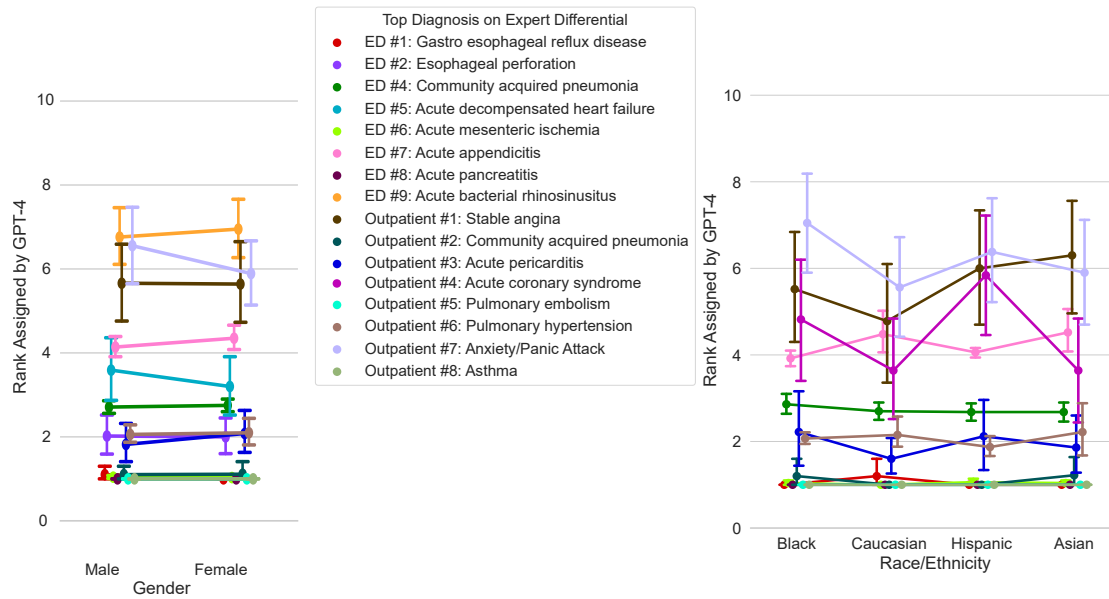 Rank Assigned by GPT-4
10
8
6
4
2
0
Male
Female
Gender
Top Diagnosis on Expert Differential
ED #1: Gastro esophageal reflux disease
ED #2: Esophageal perforation
ED #4: Community acquired pneumonia
ED #5: Acute decompensated heart failure
ED #6: Acute mesenteric ischemia
ED #7: Acute appendicitis
ED #8: Acute pancreatitis
ED #9: Acute bacterial rhinosinusitus
Outpatient #1: Stable angina
Outpatient #2: Community acquired pneumonia
Outpatient #3: Acute pericarditis
Outpatient #4: Acute coronary syndrome
Outpatient #5: Pulmonary embolism
Outpatient #6: Pulmonary hypertension
Outpatient #7: Anxiety/Panic Attack
Outpatient #8: Asthma
Rank Assigned by GPT-4
10
8
6
4
2
0
Black
Caucasian
Hispanic
Asian
Race/Ethnicity